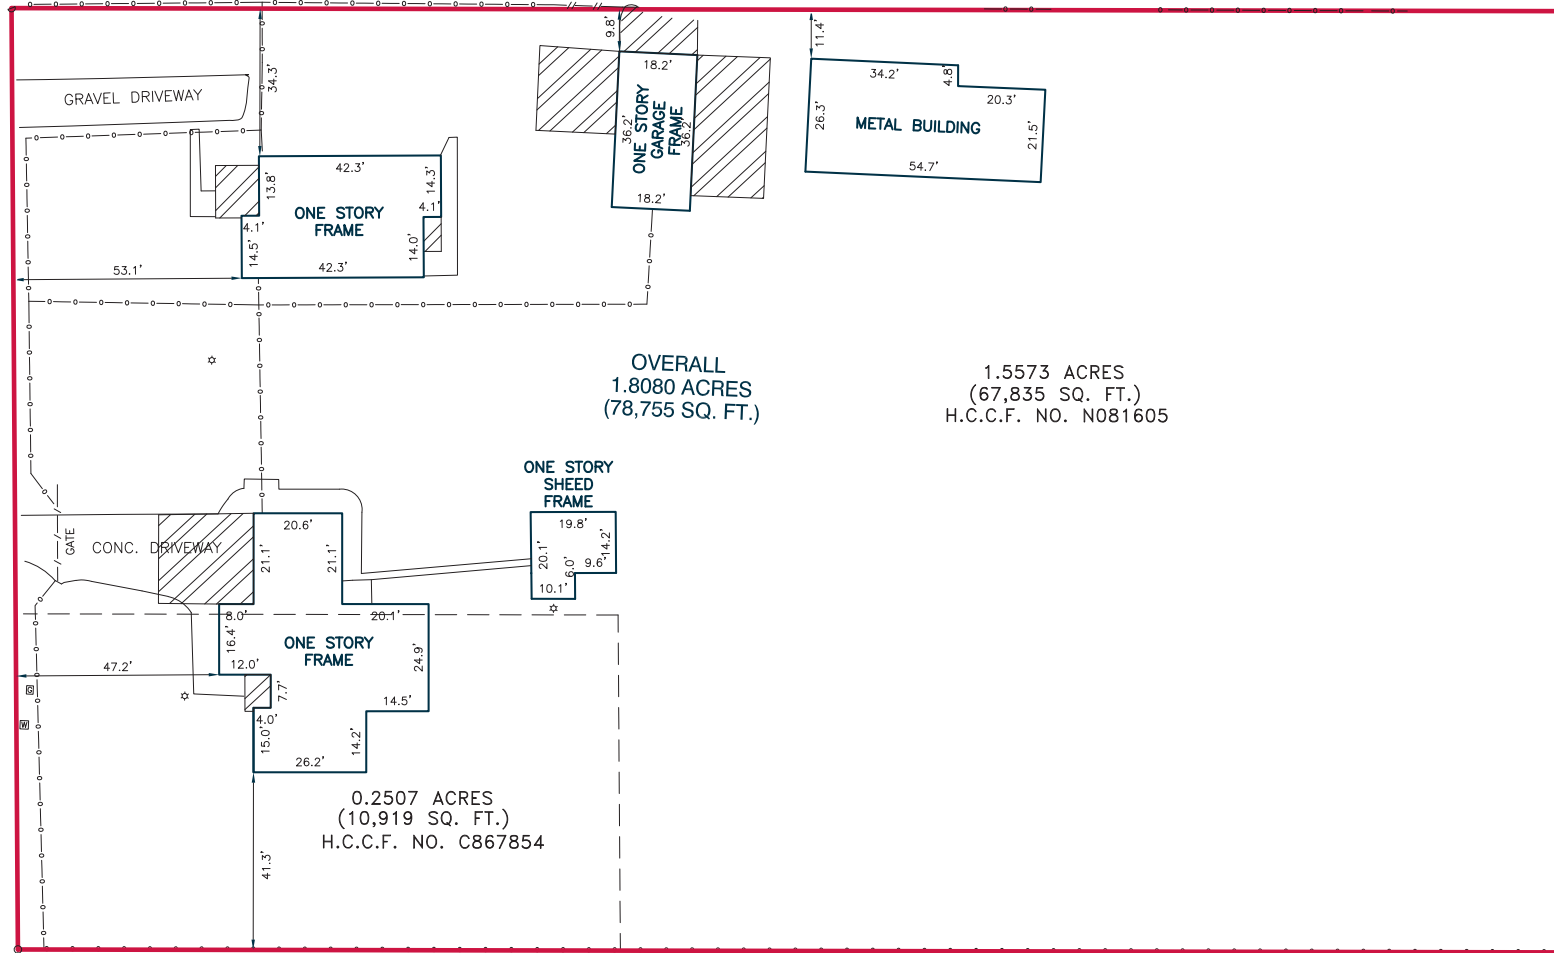 9.8'
11.4'
34.3'
GRAVEL DRIVEWAY
18.2'
ONE STORY
GARAGE
FRAME
36.2'
36.2'
18.2'
34.2'
4.8'
20.3'
26.3'
METAL BUILDING
21.5'
54.7'
42.3'
13.8'
14.3'
4.1'
ONE STORY
FRAME
4.1'
14.5'
14.0'
42.3'
53.1'
OVERALL
1.8080 ACRES
(78,755 SQ. FT.)
1.5573 ACRES
(67,835 SQ. FT.)
H.C.C.F. NO. N081605
ONE STORY
SHEED
FRAME
19.8'
20.1'
14.2'
6.0'
9.6'
10.1'
GATE
CONC. DRIVEWAY
20.6'
21.1'
21.1'
8.0'
20.1'
16.4'
ONE STORY
FRAME
24.9'
47.2'
12.0'
7.7'
14.5'
G
W
4.0'
15.0'
14.2'
26.2'
0.2507 ACRES
(10,919 SQ. FT.)
H.C.C.F. NO. C867854
41.3'